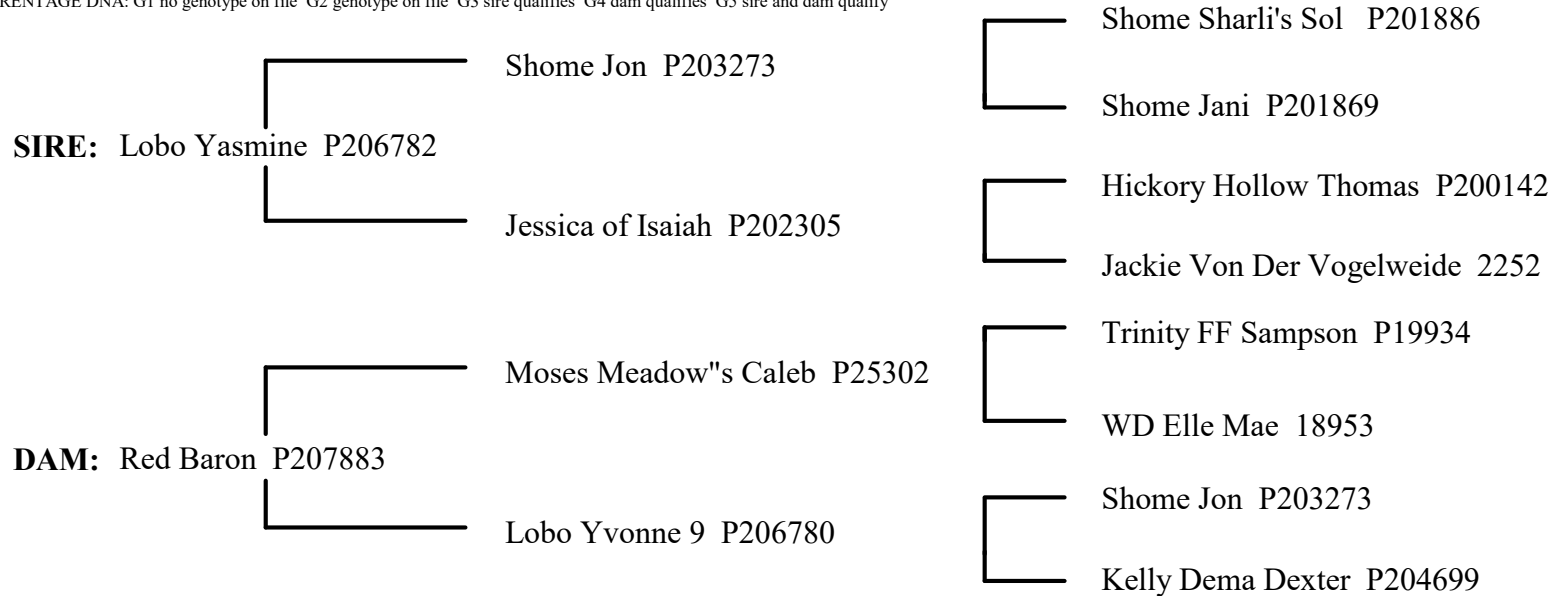 RENTAGE DNA: G1 no genotype on file G2 genotype on file G3 sire qualifies G4 dam qualifies G5 sire and dam qualify
Shome Sharli's Sol P201886
Shome Jon P203273
Shome Jani P201869
SIRE: Lobo Yasmine P206782
Hickory Hollow Thomas P200142
Jessica of Isaiah P202305
Jackie Von Der Vogelweide 2252
Trinity FF Sampson P19934
Moses Meadow"s Caleb P25302
WD Elle Mae 18953
DAM: Red Baron P207883
Shome Jon P203273
Lobo Yvonne 9 P206780
Kelly Dema Dexter P204699